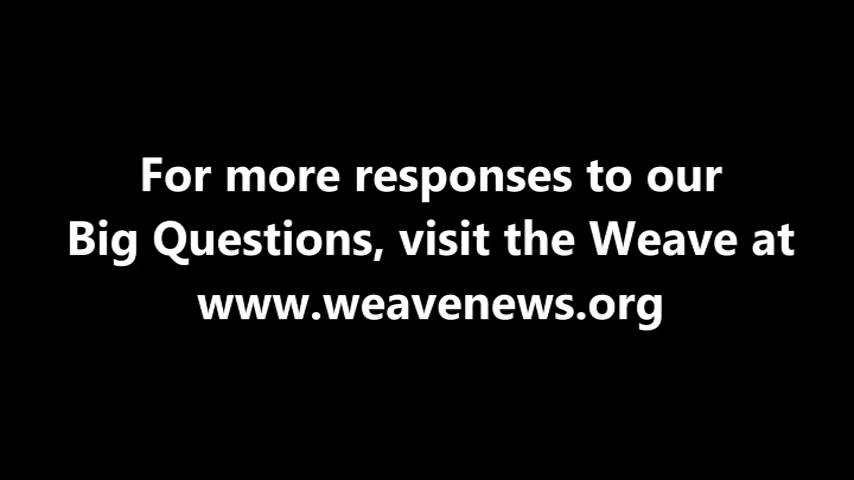 For more responses to our
Big Questions, visit the Weave at
www.weavenews.org